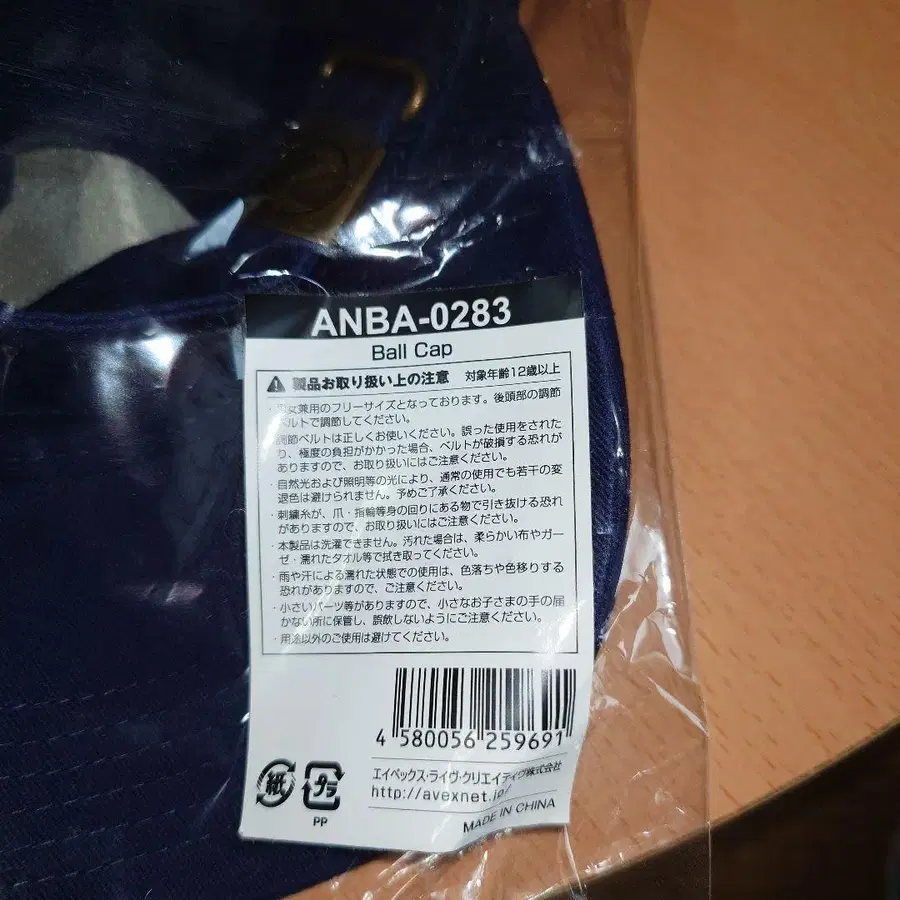 ANBA-0283
Ball Cap
製品お取り扱い上の注意 対象年齢12歳以上
・男女兼用のフリーサイズとなっております。後頭部の調節
ベルトで調節してください。
・調節ベルトは正しくお使いください。誤った使用をされた
り、極度の負担がかかった場合、ベルトが破損する恐れが
ありますので、お取り扱いにはご注意ください。
・自然光および照明等の光により、通常の使用でも若干の変
退色は避けられません。予めご了承ください。
・刺繍糸が、爪・指輪等身の回りにある物で引き抜ける恐れ
がありますので、お取り扱いにはご注意ください。
・本製品は洗濯できません。汚れた場合は、柔らかい布やガー
ゼ・濡れたタオル等で拭き取ってください。
・雨や汗による濡れた状態での使用は、色落ちや色移りする
恐れがありますので、ご注意ください。
・小さいパーツ等がありますので、小さなお子さまの手の届
かない所に保管し、誤飲しないようにご注意ください。
・用途以外のご使用は避けてください。
4 580056 259691
エイベックス・ライヴ・クリエイティヴ株式会社
http://avexnet.jp/
紙 プラ
PP
MADE IN CHINA